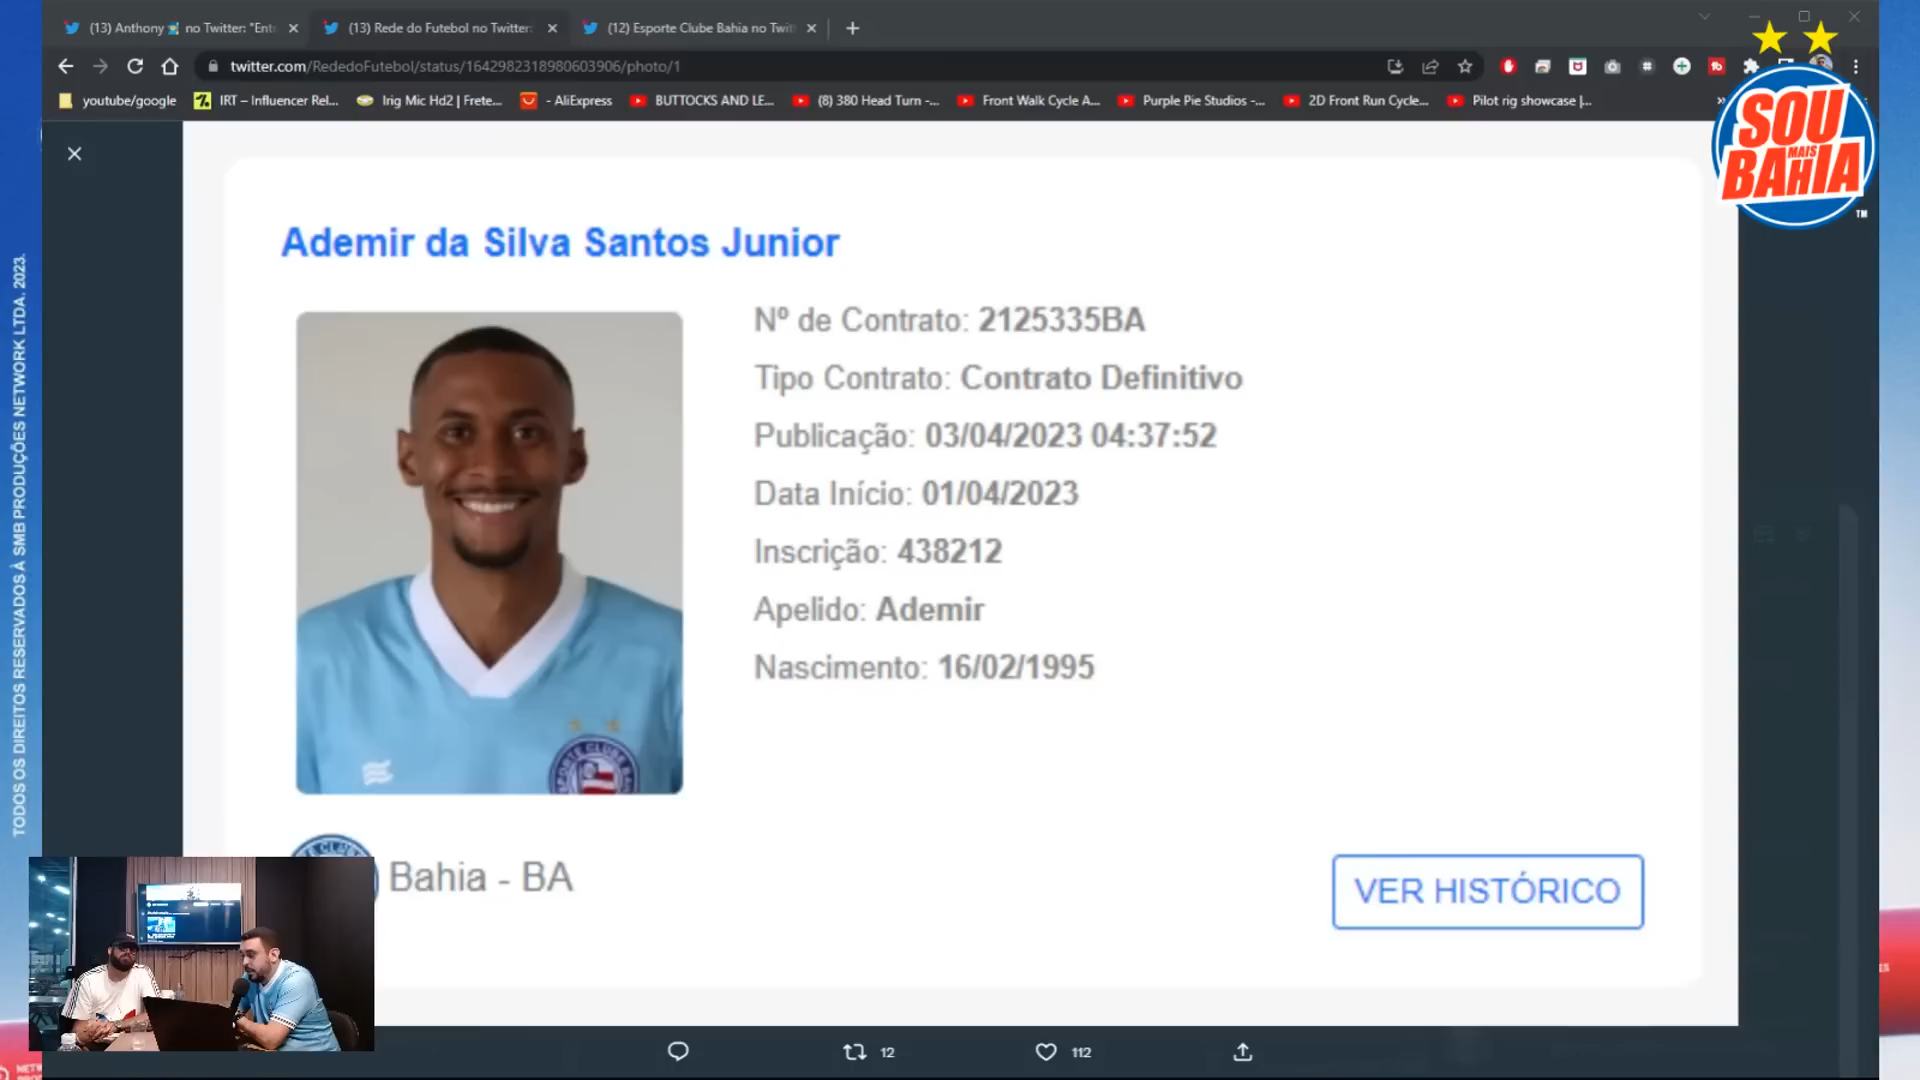 (13) Anthony no Twitter: "Ent
(13) Rede do Futebol no Twitter:
(12) Esporte Clube Bahia no Twit
twitter.com/RededoFutebol/status/1642982318980603906/photo/1
youtube/google
IRT – Influencer Rel...
Irig Mic Hd2 | Frete...
- AliExpress
BUTTOCKS AND LE...
(8) 380 Head Turn -...
Front Walk Cycle A...
Purple Pie Studios -...
2D Front Run Cycle...
Pilot rig showcase |...
SOU
MAIS
BAHIA
TM
TODOS OS DIREITOS RESERVADOS À SMB PRODUÇÕES NETWORK LTDA. 2023.
Ademir da Silva Santos Junior
Nº de Contrato: 2125335BA
Tipo Contrato: Contrato Definitivo
Publicação: 03/04/2023 04:37:52
Data Início: 01/04/2023
Inscrição: 438212
Apelido: Ademir
Nascimento: 16/02/1995
Bahia - BA
VER HISTÓRICO
12
112